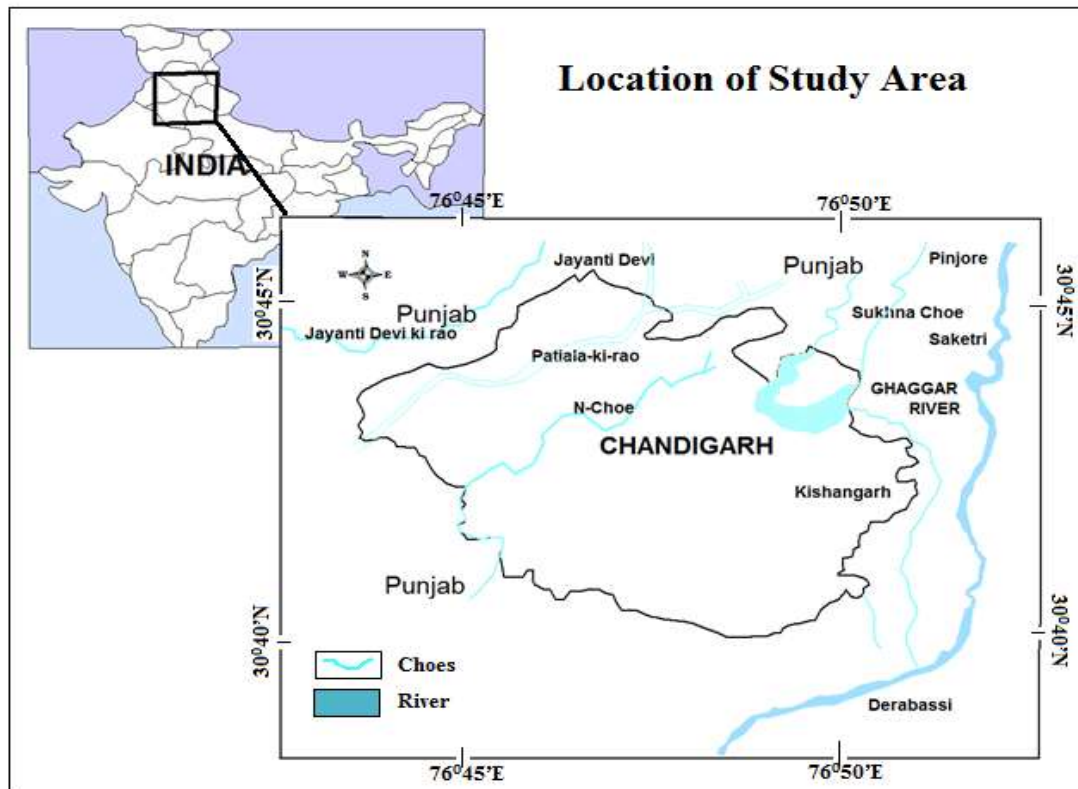 Location of Study Area
INDIA
76⁰45'E
76⁰50'E
N
W E
S
Jayanti Devi
Punjab
Pinjore
30⁰45'N
30⁰45'N
Punjab
Sukhna Choe
Jayanti Devi ki rao
Saketri
Patiala-ki-rao
GHAGGAR
RIVER
N-Choe
CHANDIGARH
Kishangarh
Punjab
30⁰40'N
30⁰40'N
Choes
River
Derabassi
76⁰45'E
76⁰50'E